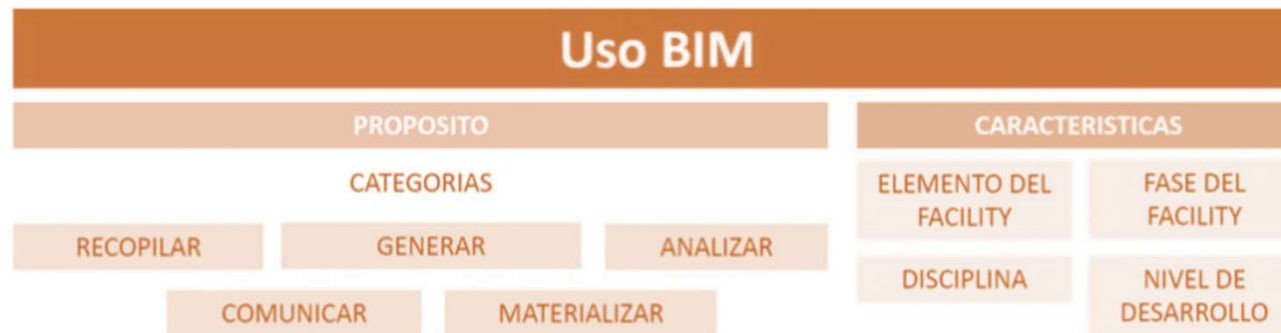 Uso BIM
PROPOSITO
CATEGORIAS
RECOPILAR
GENERAR
ANALIZAR
COMUNICAR
MATERIALIZAR
CARACTERISTICAS
ELEMENTO DEL
FACILITY
FASE DEL
FACILITY
DISCIPLINA
NIVEL DE
DESARROLLO